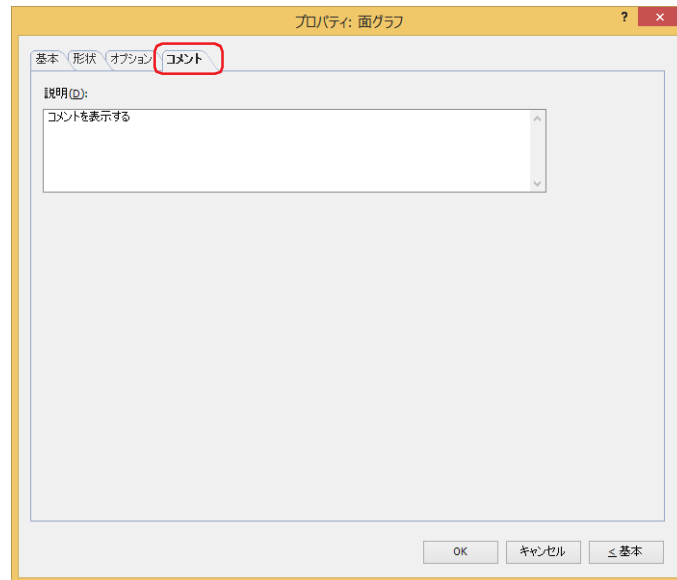 プロパティ: 面グラフ
? ×
基本 形状 オプション コメント
説明(D):
コメントを表示する
OK キャンセル <基本